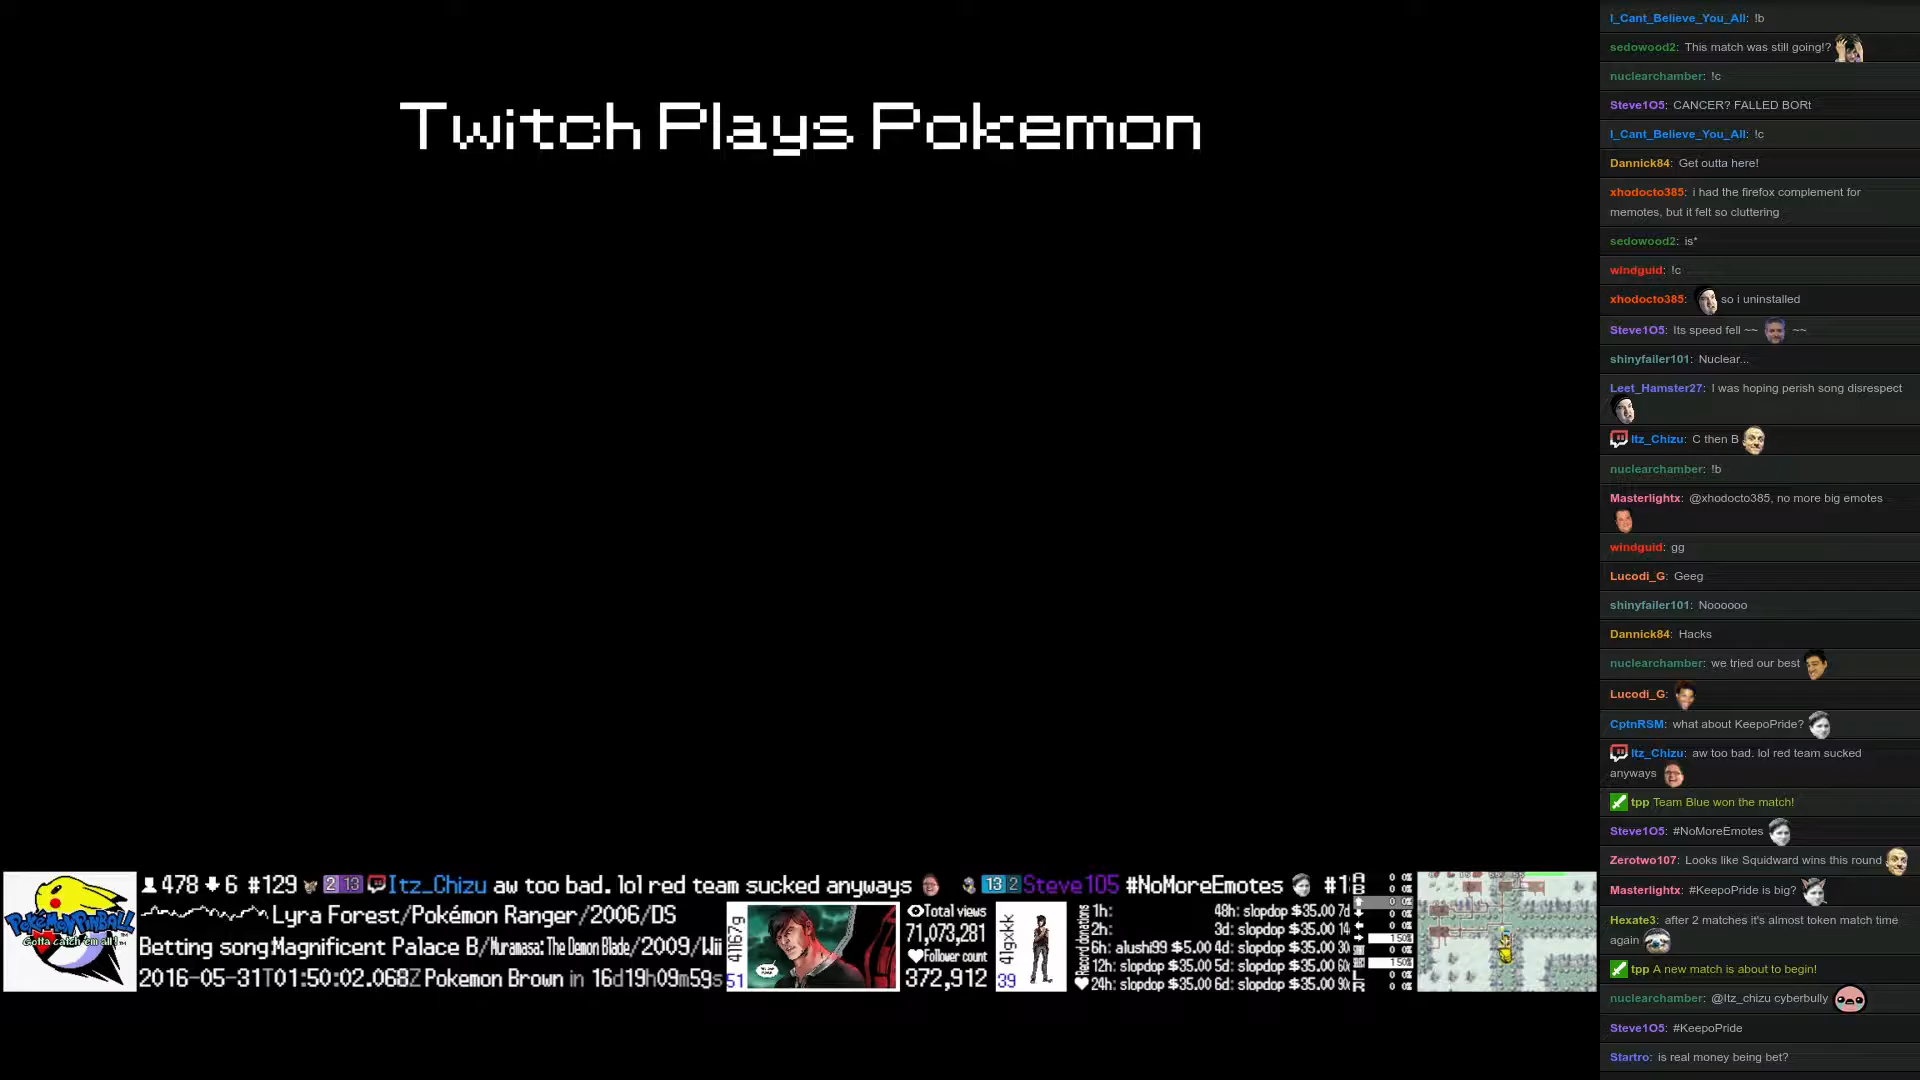 Twitch Plays Pokemon
478 6 #129 2 13 Itz_Chizu aw too bad. lol red team sucked anyways 13 2 Steve1O5 #NoMoreEmotes
Lyra Forest/Pokémon Ranger/2006/DS
Betting song Magnificent Palace B/Muramasa: The Demon Blade/2009/Wii
2016-05-31T01:50:02.068Z Pokemon Brown in 16d19h09m59s
Gotta catch'em all!
51
Total views
71,073,281
Follower count
372,912
39
Record donations
1h: 48h: slopdop $35.00 7d
2h: 3d: slopdop $35.00
6h: alushi99 $5.00 4d: slopdop $35.00
12h: slopdop $35.00 5d: slopdop $35.00
24h: slopdop $35.00 6d: slopdop $35.00
I_Cant_Believe_You_All: !b
sedowood2: This match was still going!?
nuclearchamber: !c
Steve1O5: CANCER? FALLED BORt
I_Cant_Believe_You_All: !c
Dannick84: Get outta here!
xhodocto385: i had the firefox complement for
memotes, but it felt so cluttering
sedowood2: is*
windguid: !c
xhodocto385: so i uninstalled
Steve1O5: Its speed fell ~~ ~~
shinyfailer101: Nuclear...
Leet_Hamster27: I was hoping perish song disrespect
Itz_Chizu: C then B
nuclearchamber: !b
Masterlightx: @xhodocto385, no more big emotes
windguid: gg
Lucodi_G: Geeg
shinyfailer101: Noooooo
Dannick84: Hacks
nuclearchamber: we tried our best
Lucodi_G:
CptnRSM: what about KeepoPride?
Itz_Chizu: aw too bad. lol red team sucked
anyways
tpp Team Blue won the match!
Steve1O5: #NoMoreEmotes
Zerotwo107: Looks like Squidward wins this round
Masterlightx: #KeepoPride is big?
Hexate3: after 2 matches it's almost token match time
again
tpp A new match is about to begin!
nuclearchamber: @Itz_chizu cyberbully
Steve1O5: #KeepoPride
Startro: is real money being bet?